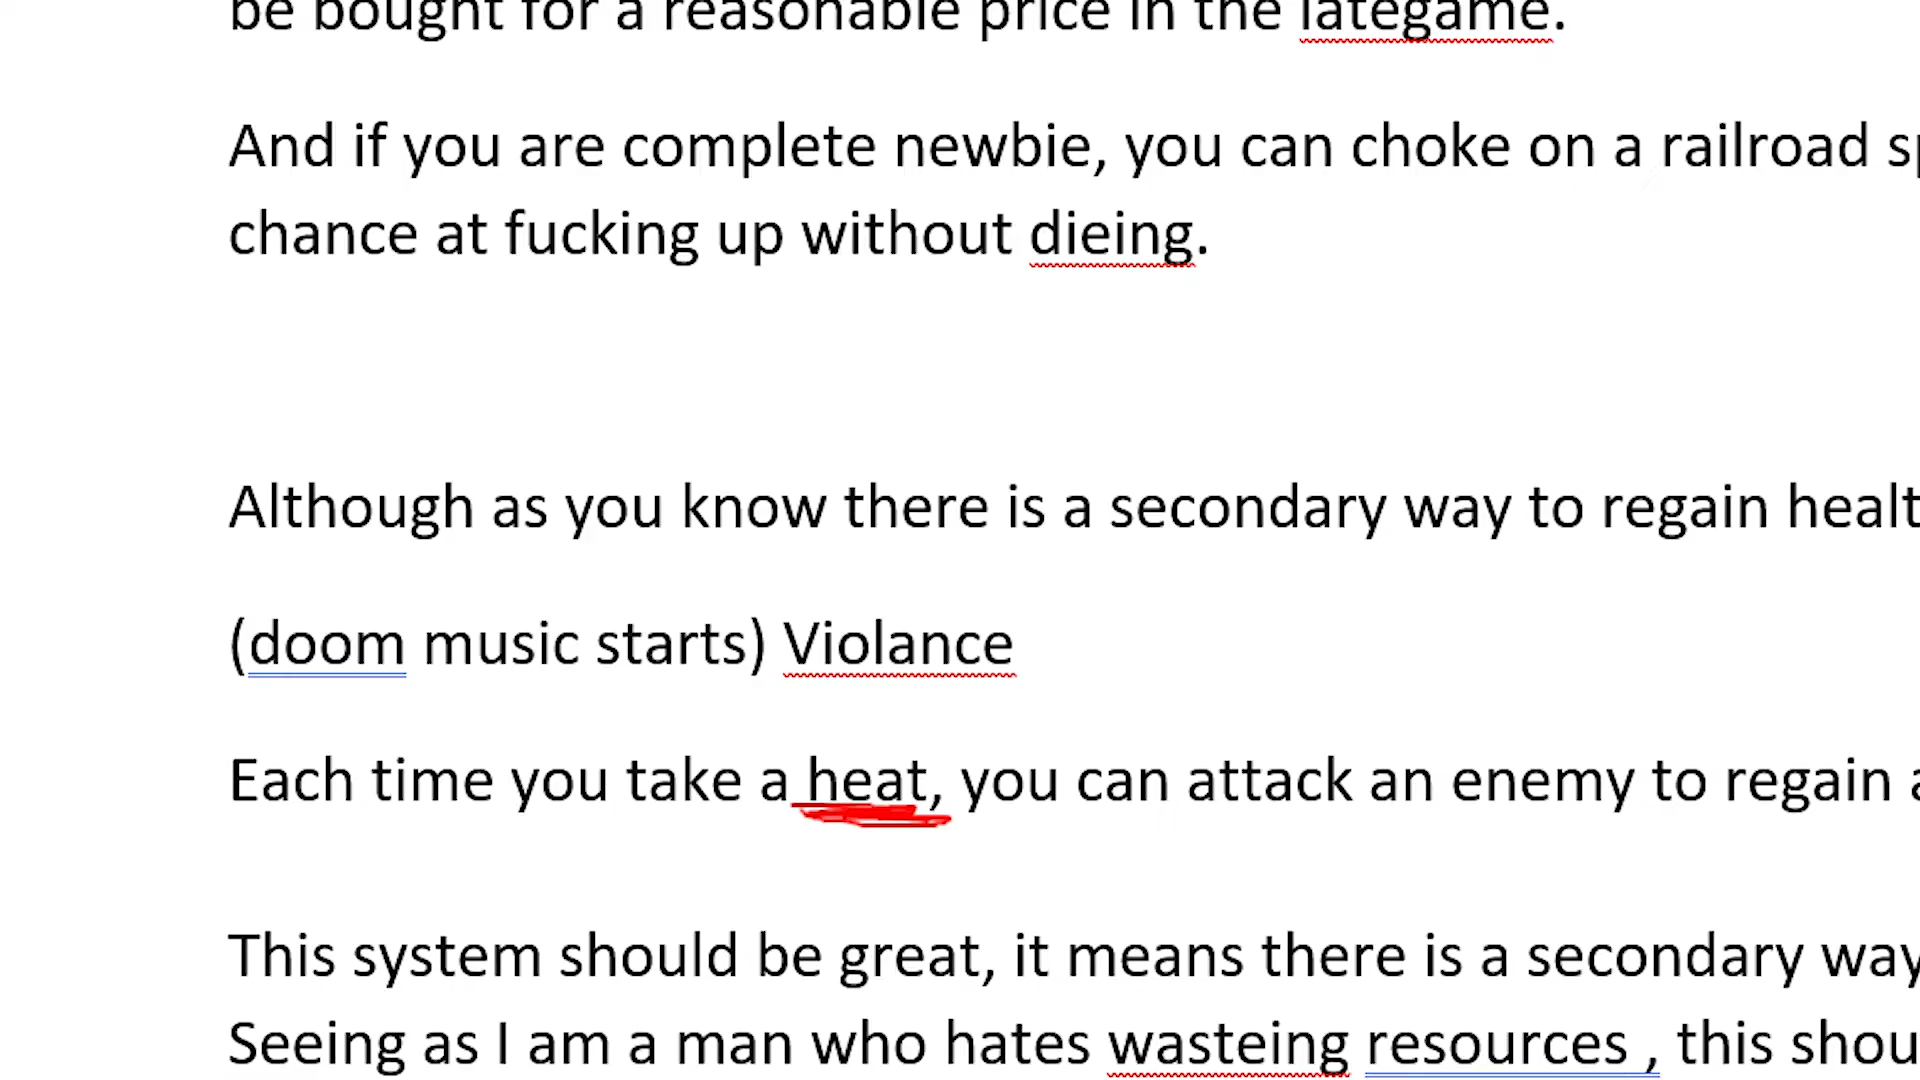 be bought for a reasonable price in the lategame.
And if you are complete newbie, you can choke on a railroad
chance at fucking up without dieing.
Although as you know there is a secondary way to regain
(doom music starts) Violance
Each time you take a heat, you can attack an enemy to regain
This system should be great, it means there is a secondary way
Seeing as I am a man who hates wasteing resources , this